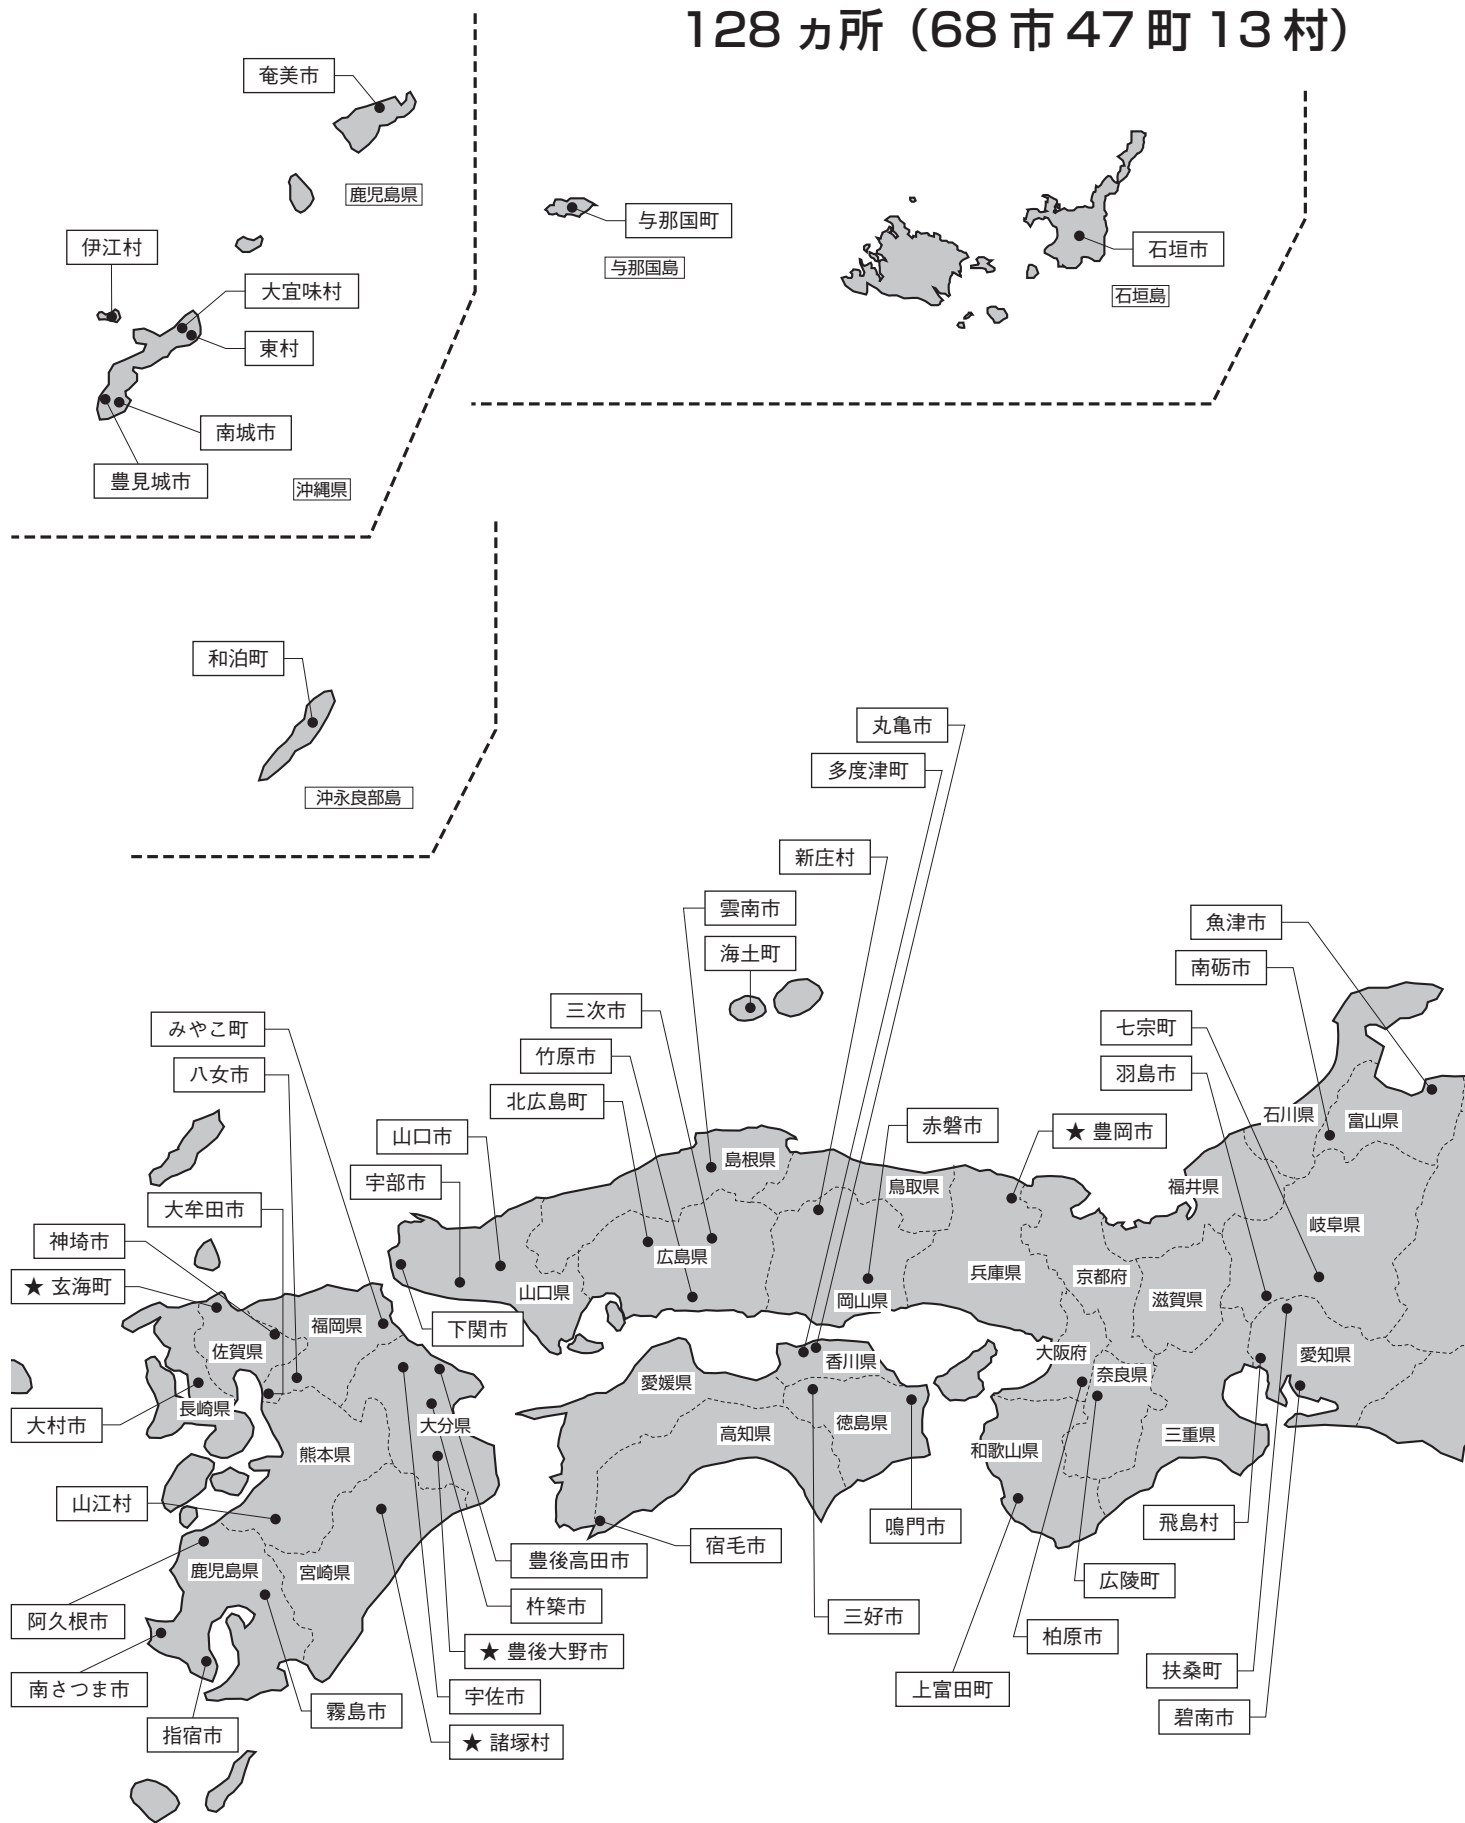 128 ヵ所（68 市 47 町 13 村）
奄美市
鹿児島県
伊江村
大宜味村
東村
南城市
豊見城市
沖縄県
与那国町
与那国島
石垣市
石垣島
和泊町
沖永良部島
丸亀市
多度津町
新庄村
雲南市
海士町
三次市
竹原市
北広島町
山口市
宇部市
みやこ町
八女市
大牟田市
神埼市
★ 玄海町
魚津市
南砺市
七宗町
羽島市
赤磐市
★ 豊岡市
石川県
富山県
島根県
鳥取県
福井県
岐阜県
広島県
岡山県
兵庫県
京都府
滋賀県
山口県
下関市
福岡県
佐賀県
長崎県
大村市
大分県
熊本県
愛媛県
香川県
高知県
徳島県
大阪府
奈良県
愛知県
和歌山県
三重県
山江村
鹿児島県
宮崎県
阿久根市
南さつま市
指宿市
霧島市
豊後高田市
杵築市
★ 豊後大野市
宇佐市
★ 諸塚村
宿毛市
鳴門市
三好市
飛島村
広陵町
柏原市
上富田町
扶桑町
碧南市